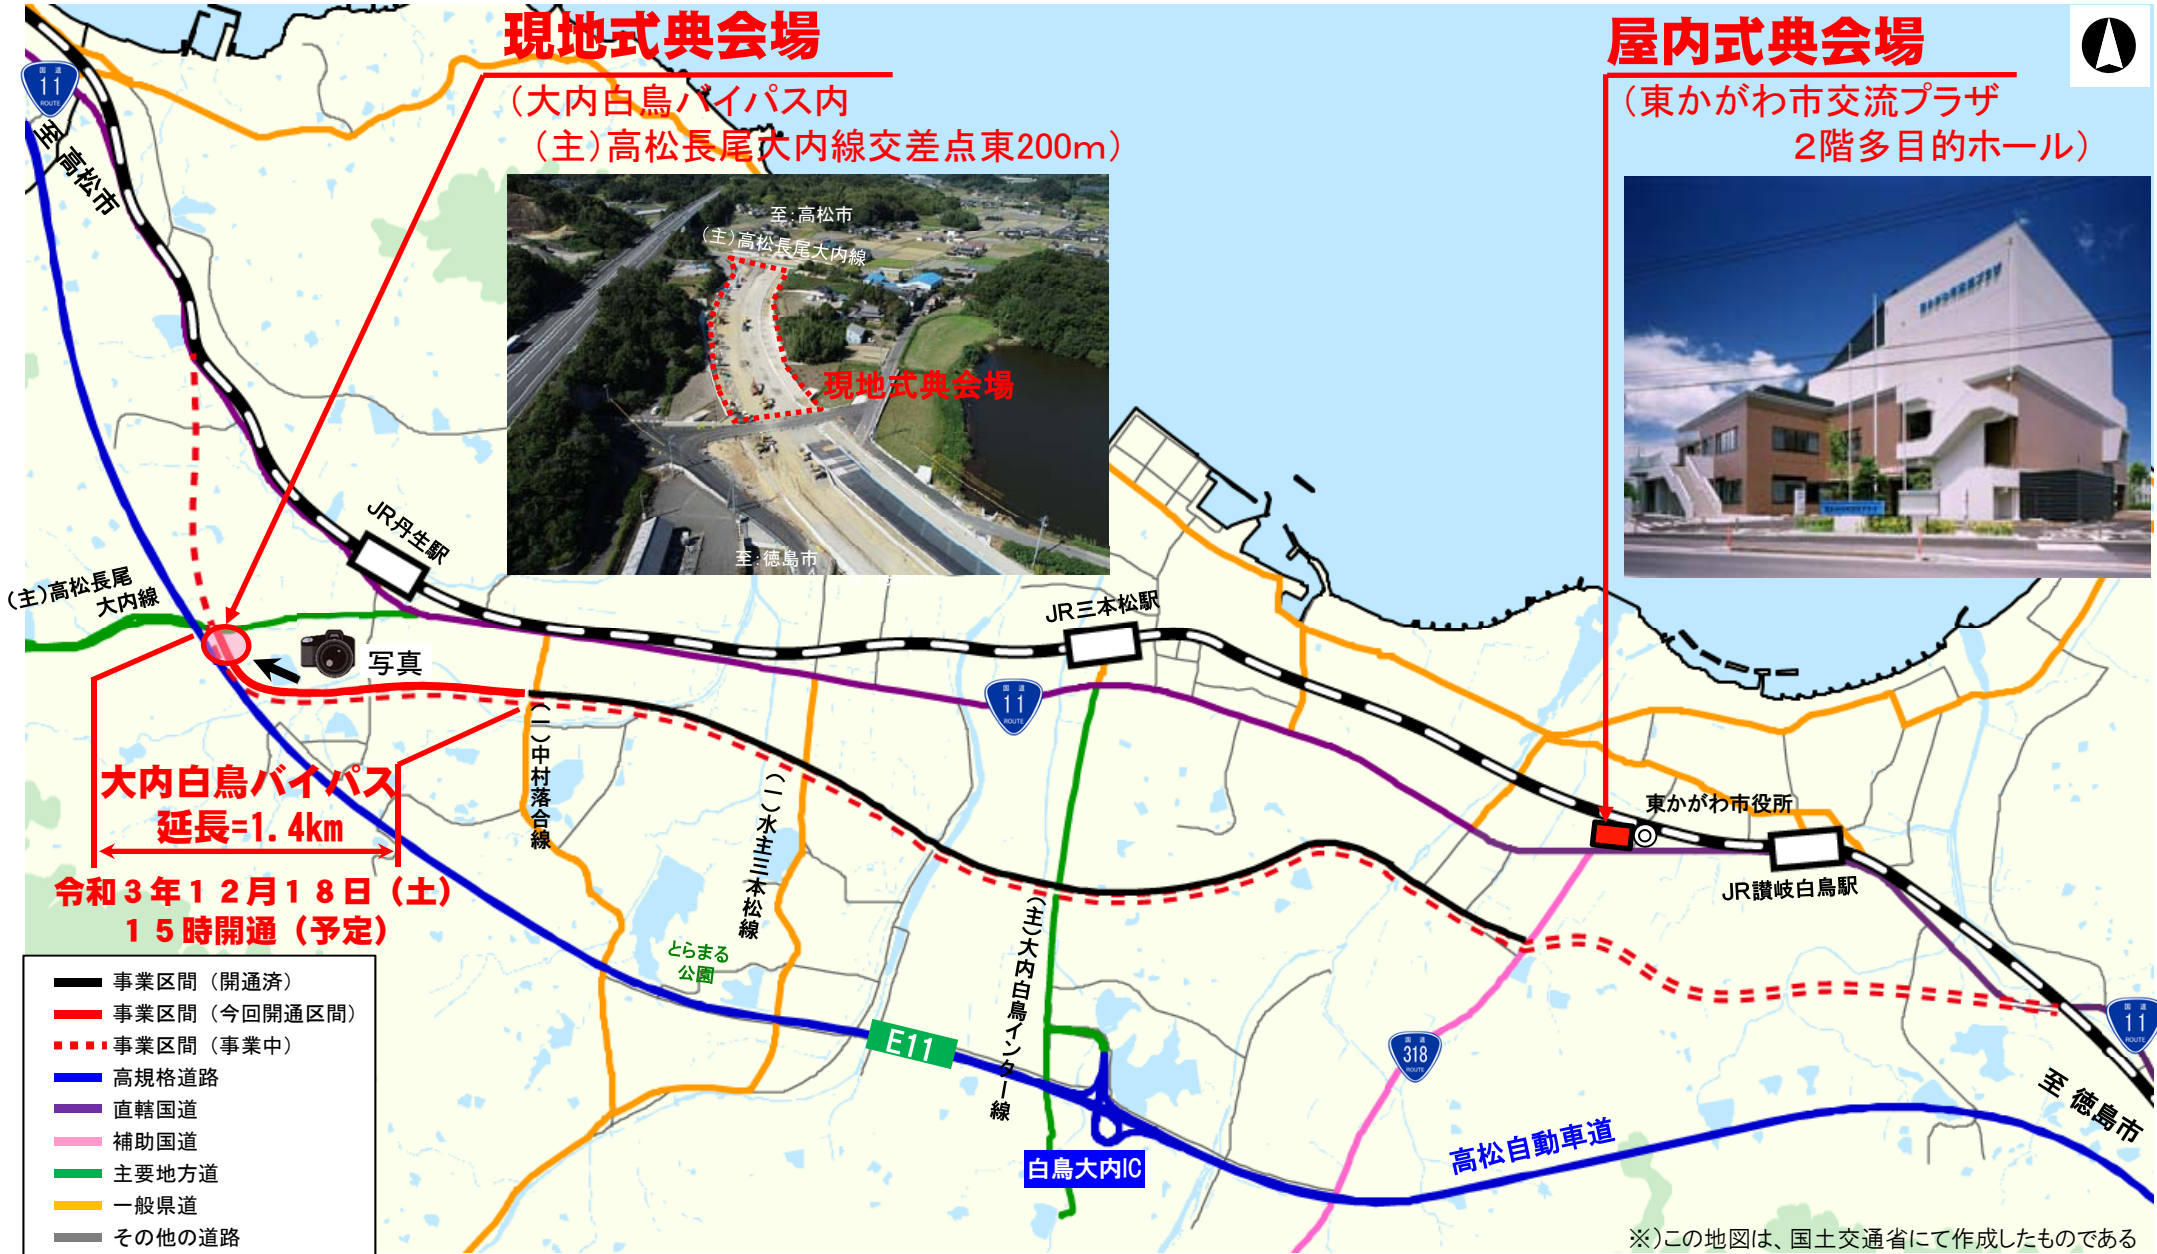 現地式典会場
（大内白鳥バイパス内
（主）高松長尾大内線交差点東200m）
屋内式典会場
（東かがわ市交流プラザ
２階多目的ホール）
国道
11
ROUTE
至 高松市
至：高松市
（主）高松長尾大内線
現地式典会場
至：徳島市
JR丹生駅
（主）高松長尾
大内線
写真
JR三本松駅
国道
11
ROUTE
（一）中村落合線
（一）水主三本松線
大内白鳥バイパス
延長=1.4km
令和３年１２月１８日（土）
１５時開通（予定）
東かがわ市役所
JR讃岐白鳥駅
とらまる
公園
（主）大内白鳥インター線
E11
国道
318
ROUTE
国道
11
ROUTE
至 徳島市
白鳥大内IC
高松自動車道
事業区間（開通済）
事業区間（今回開通区間）
事業区間（事業中）
高規格道路
直轄国道
補助国道
主要地方道
一般県道
その他の道路
※）この地図は、国土交通省にて作成したものである